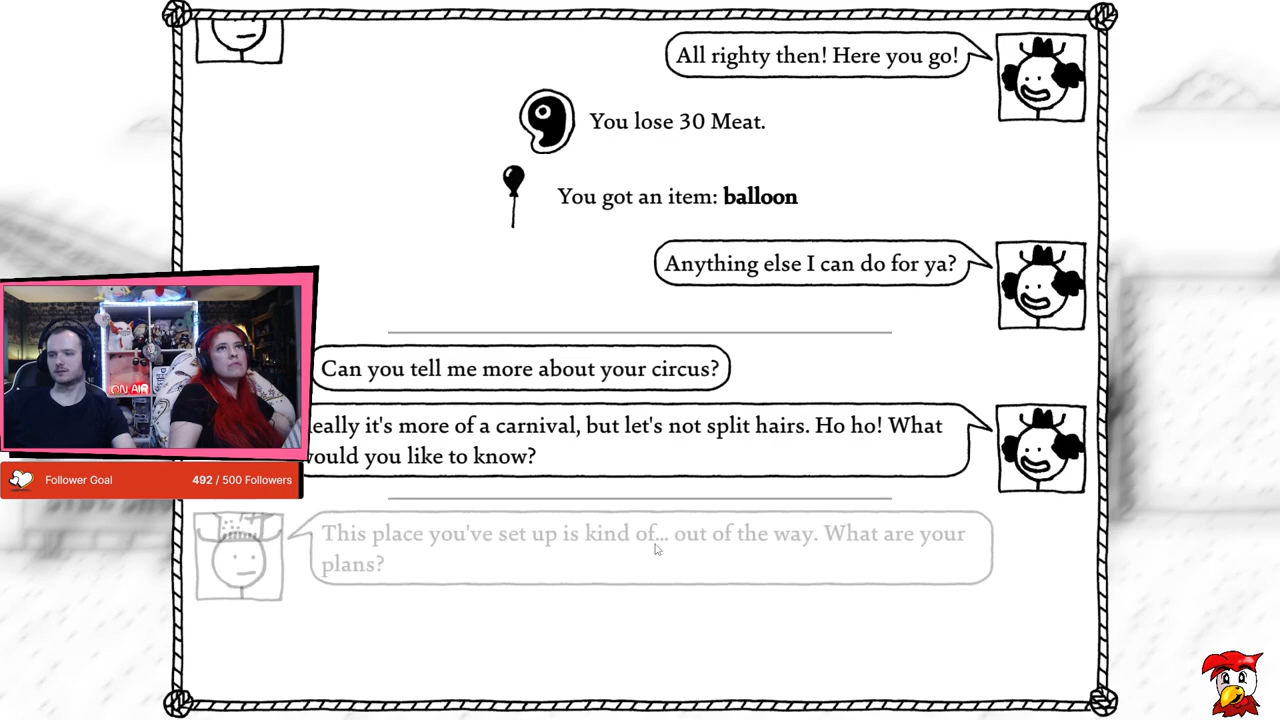 All righty then! Here you go!
You lose 30 Meat.
You got an item: balloon
Anything else I can do for ya?
Can you tell me more about your circus?
it's more of a carnival, but let's not split hairs. Ho ho! What
you like to know?
ON AIR
Follower Goal 492 / 500 Followers
This place you've set up is kind of... out of the way. What are your
plans?